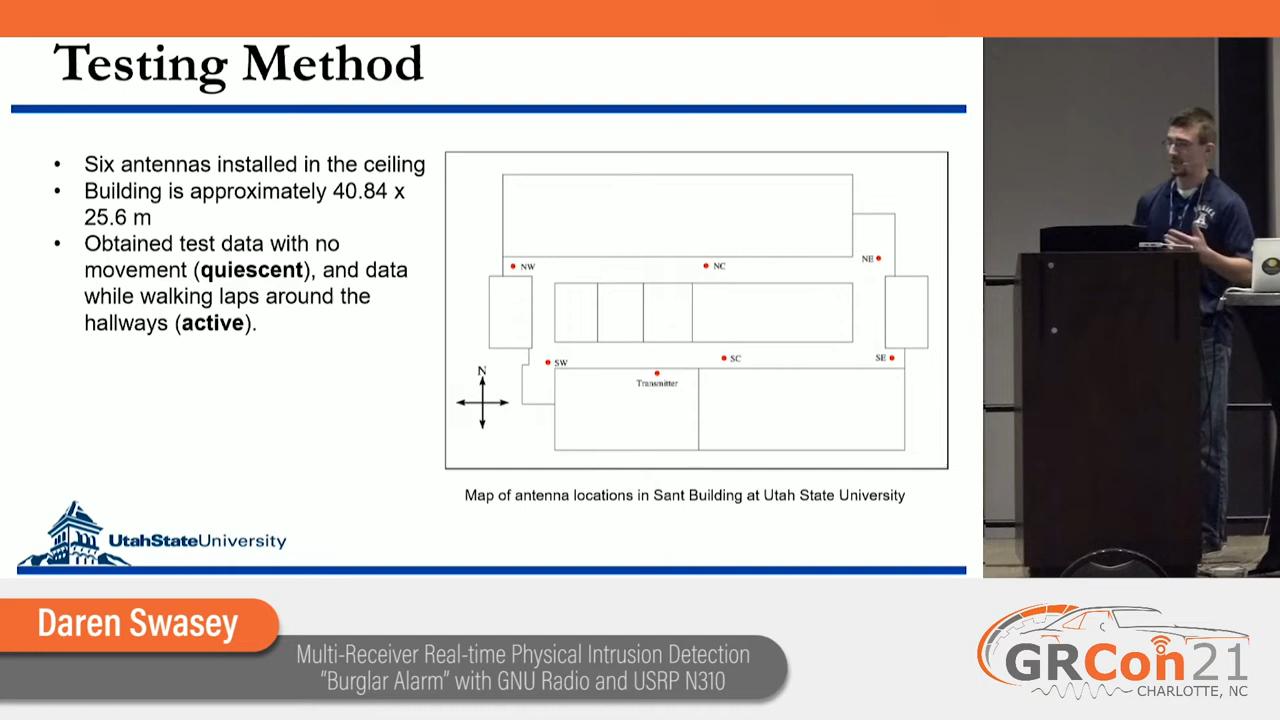 Testing Method
• Six antennas installed in the ceiling
• Building is approximately 40.84 x
25.6 m
• Obtained test data with no
movement (quiescent), and data
while walking laps around the
hallways (active).
NW
NC
NE
SW
SC
SE
Transmitter
N
Map of antenna locations in Sant Building at Utah State University
UtahStateUniversity
Daren Swasey
Multi-Receiver Real-time Physical Intrusion Detection
"Burglar Alarm" with GNU Radio and USRP N310
GRCon21
CHARLOTTE, NC